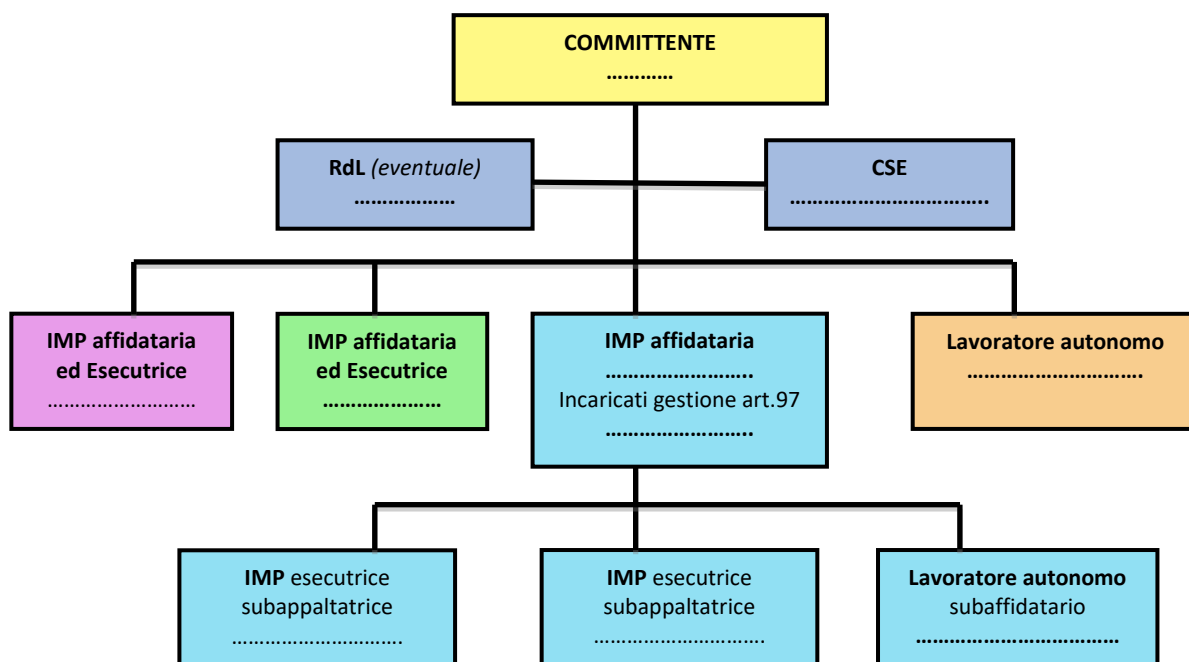 COMMITTENTE
…………
RdL (eventuale)
………………
CSE
……………………………..
IMP affidataria
ed Esecutrice
………………………
IMP affidataria
ed Esecutrice
…………………
IMP affidataria
……………………..
Incaricati gestione art.97
……………………..
Lavoratore autonomo
………………………….
IMP esecutrice
subappaltatrice
………………………….
IMP esecutrice
subappaltatrice
………………………….
Lavoratore autonomo
subaffidatario
………………………………